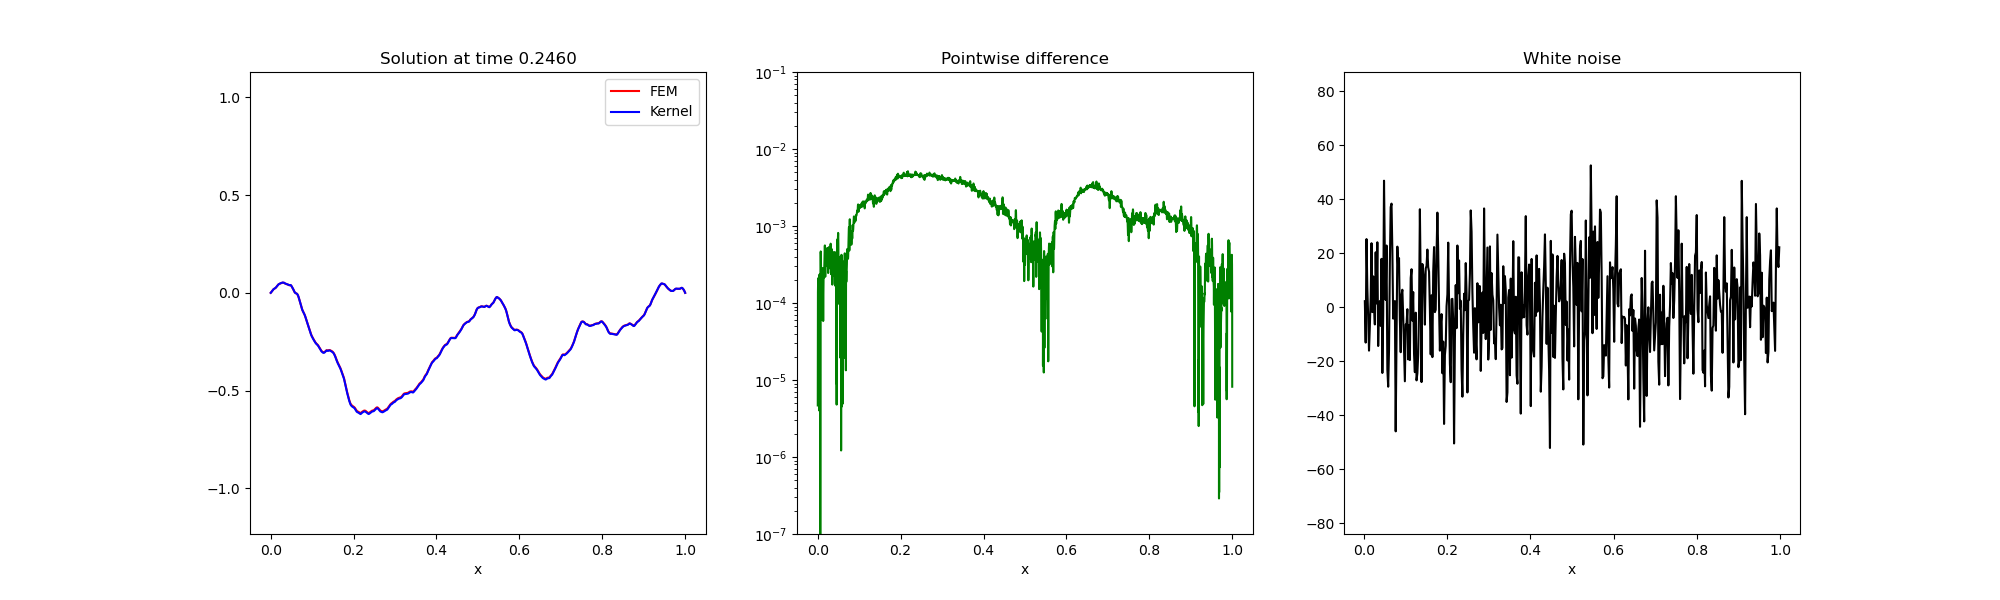 Solution at time 0.2460
1.0
0.5
0.0
−0.5
−1.0
FEM
Kernel
0.0 0.2 0.4 0.6 0.8 1.0
x
Pointwise difference
10⁻¹
10⁻²
10⁻³
10⁻⁴
10⁻⁵
10⁻⁶
10⁻⁷
0.0 0.2 0.4 0.6 0.8 1.0
x
White noise
80
60
40
20
0
−20
−40
−60
−80
0.0 0.2 0.4 0.6 0.8 1.0
x